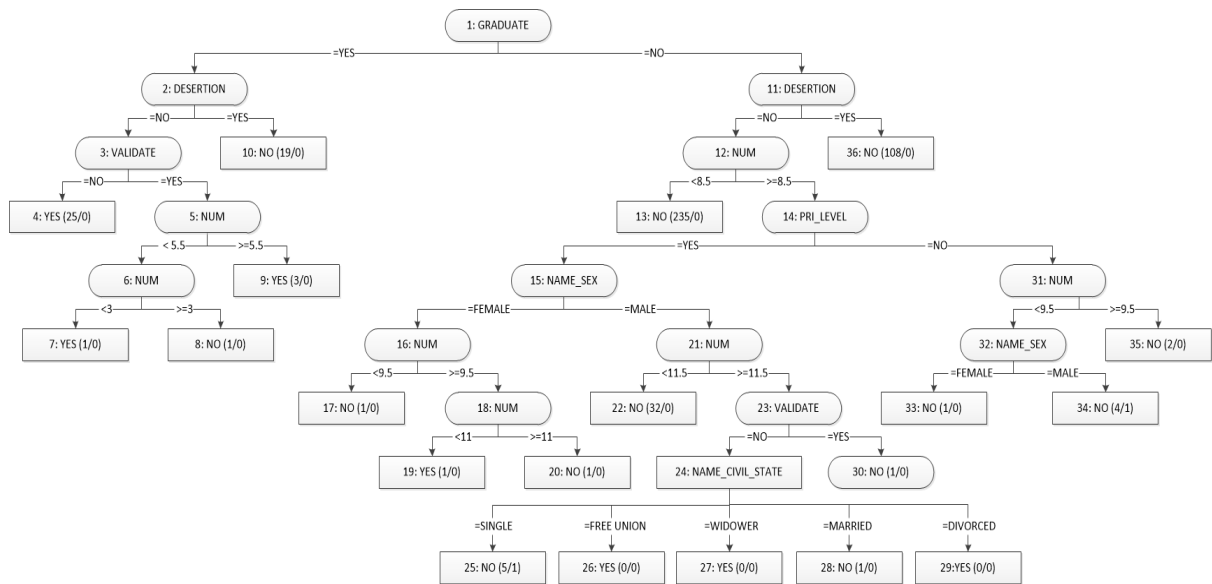 1: GRADUATE
=YES
=NO
2: DESERTION
11: DESERTION
=NO
=YES
=NO
=YES
3: VALIDATE
10: NO (19/0)
12: NUM
36: NO (108/0)
=NO
=YES
<8.5
>=8.5
4: YES (25/0)
5: NUM
13: NO (235/0)
14: PRI_LEVEL
< 5.5
>=5.5
=YES
=NO
6: NUM
9: YES (3/0)
15: NAME_SEX
31: NUM
<3
>=3
=FEMALE
=MALE
<9.5
>=9.5
7: YES (1/0)
8: NO (1/0)
16: NUM
21: NUM
32: NAME_SEX
35: NO (2/0)
<9.5
>=9.5
<11.5
>=11.5
=FEMALE
=MALE
17: NO (1/0)
18: NUM
22: NO (32/0)
23: VALIDATE
33: NO (1/0)
34: NO (4/1)
<11
>=11
=NO
=YES
19: YES (1/0)
20: NO (1/0)
24: NAME_CIVIL_STATE
30: NO (1/0)
=SINGLE
=FREE UNION
=WIDOWER
=MARRIED
=DIVORCED
25: NO (5/1)
26: YES (0/0)
27: YES (0/0)
28: NO (1/0)
29:YES (0/0)